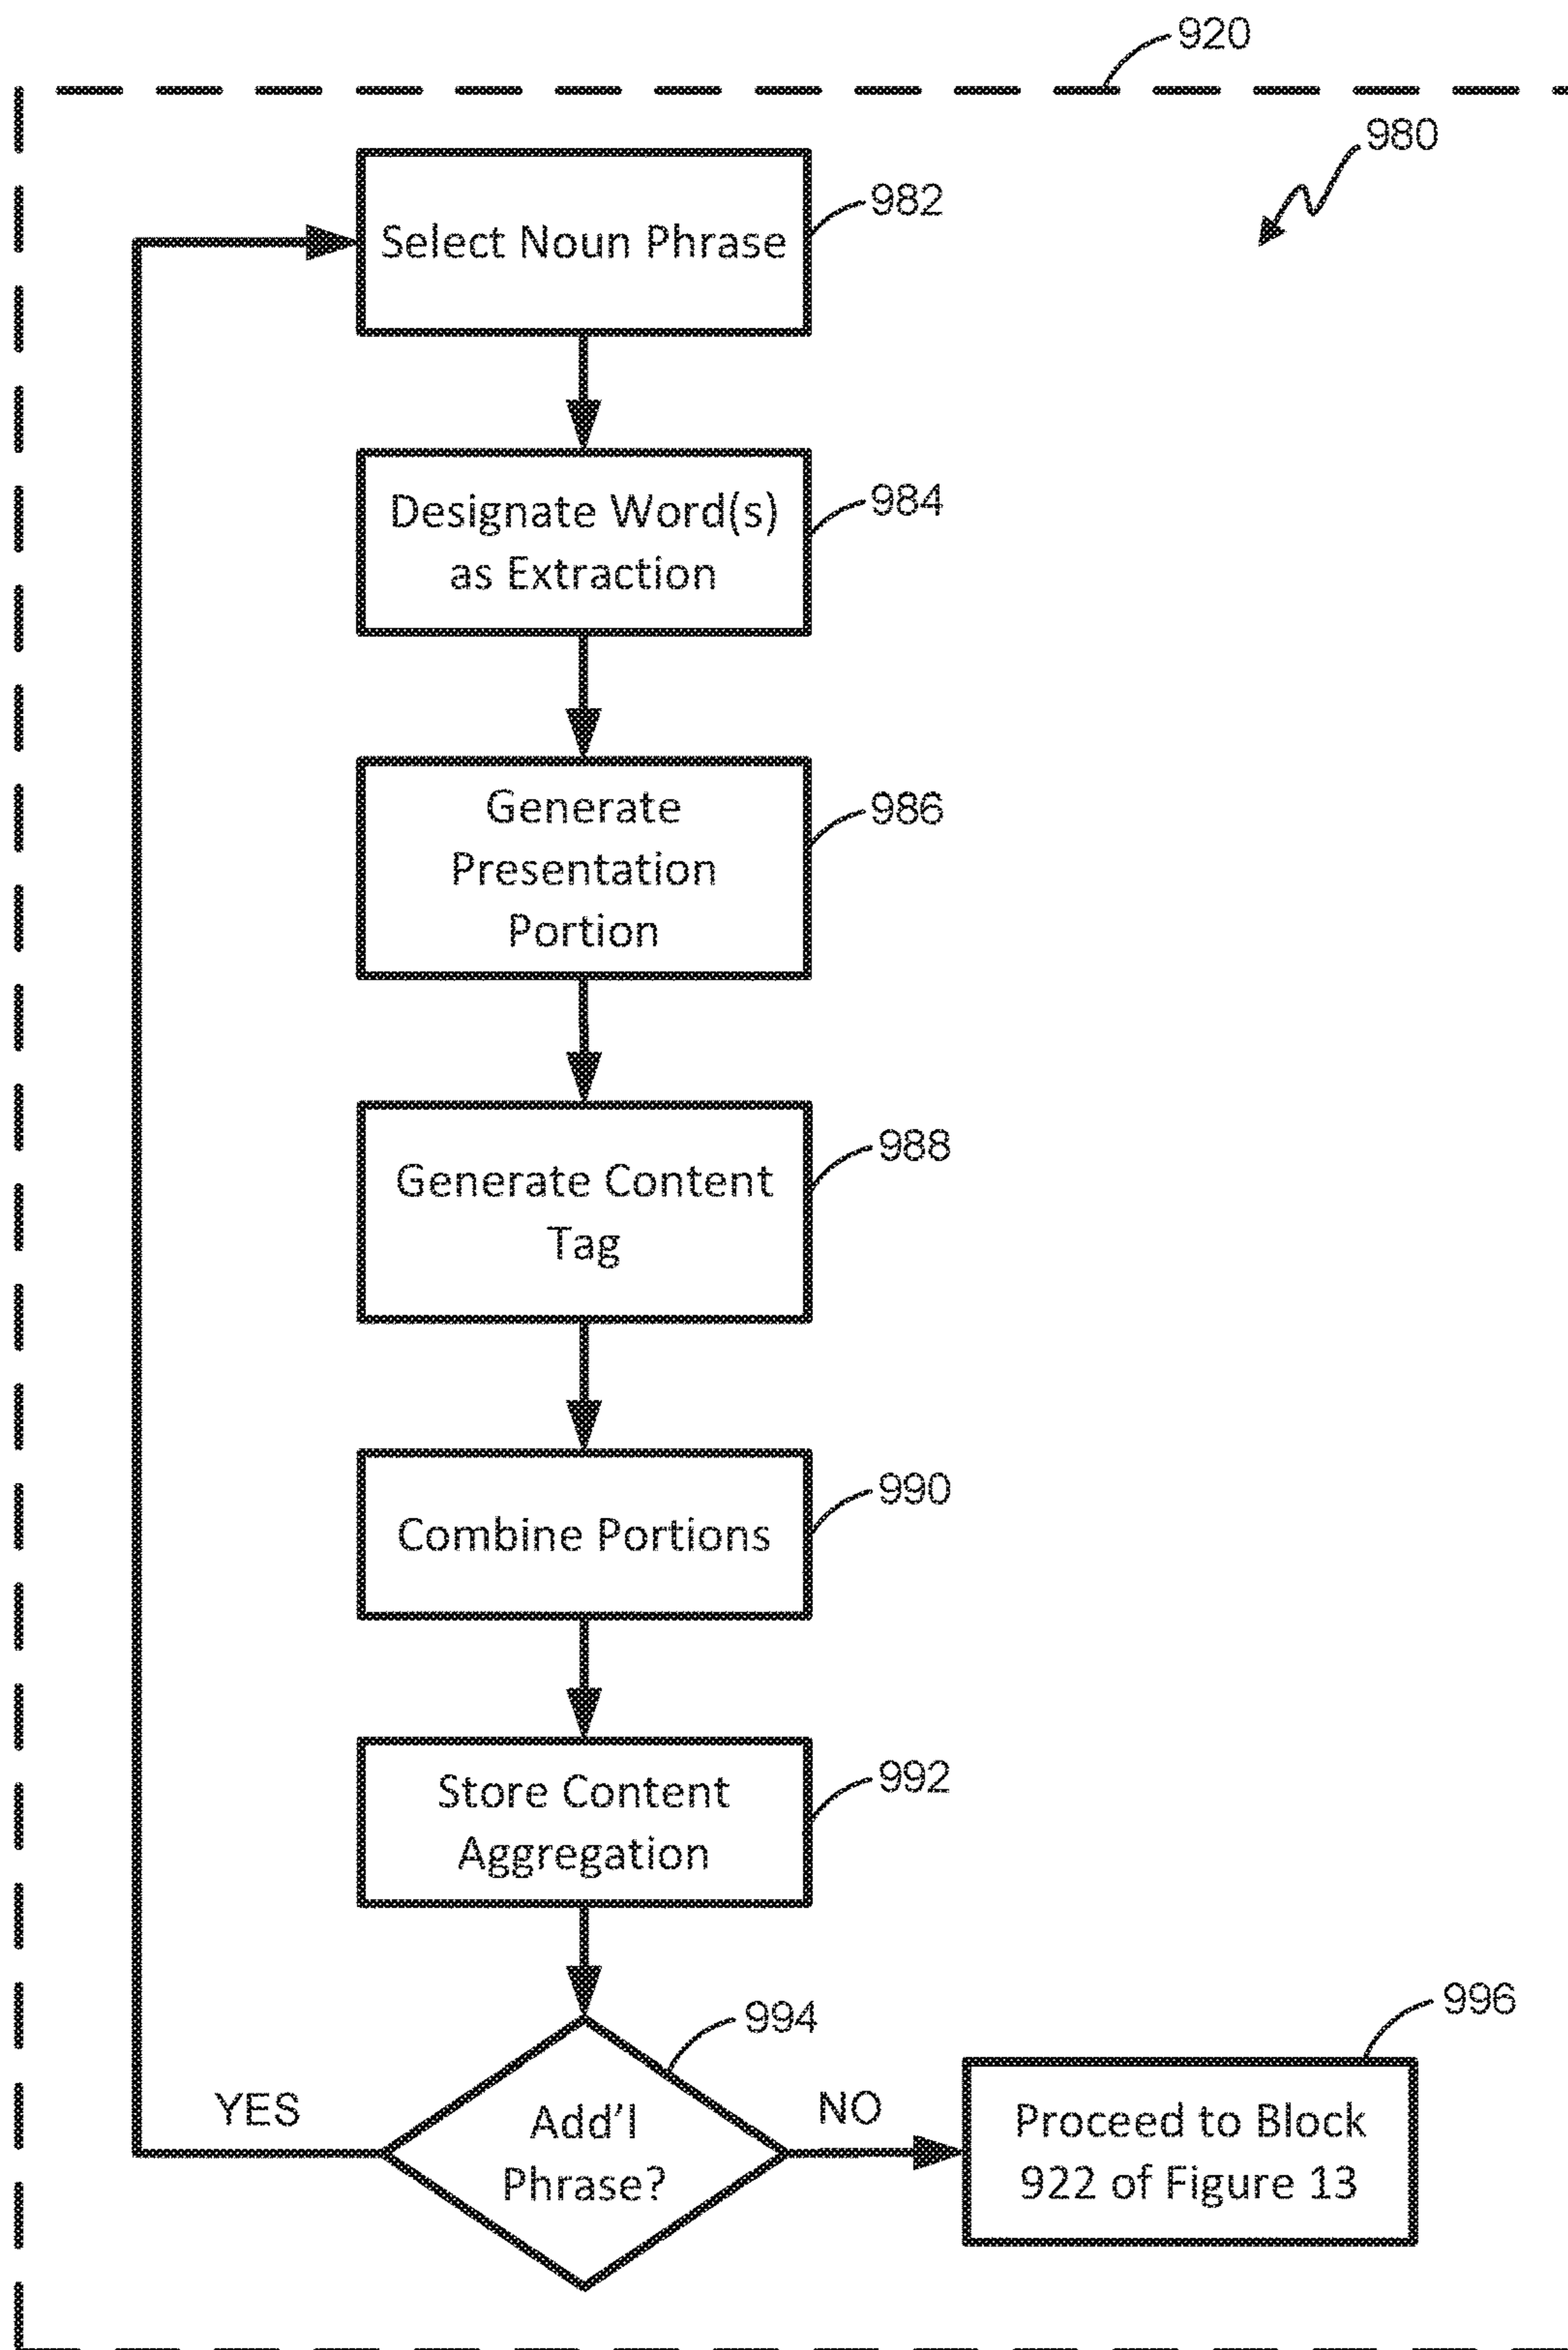 920
980
Select Noun Phrase
982
Designate Word(s)
as Extraction
984
Generate
Presentation
Portion
986
Generate Content
Tag
988
Combine Portions
990
Store Content
Aggregation
992
994
Add'l
Phrase?
YES
NO
996
Proceed to Block
922 of Figure 13